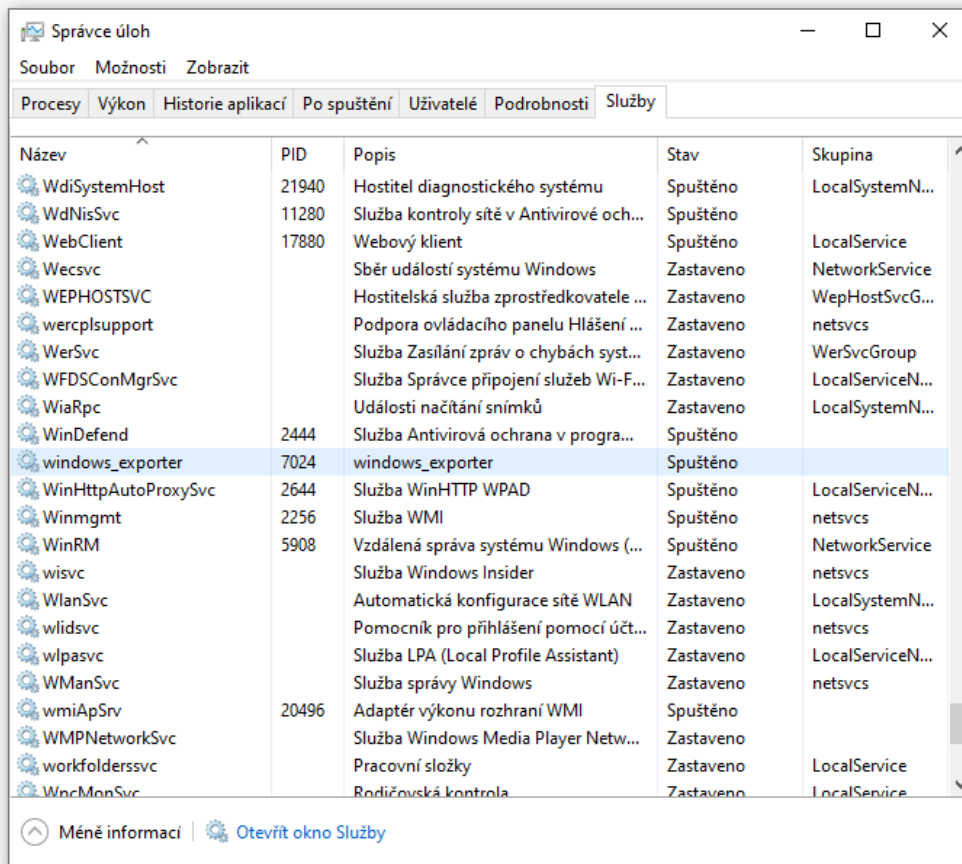 Správce úloh
Soubor Možnosti Zobrazit
Procesy Výkon Historie aplikací Po spuštění Uživatelé Podrobnosti Služby
Název PID Popis Stav Skupina
WdiSystemHost 21940 Hostitel diagnostického systému Spuštěno LocalSystemN...
WdNisSvc 11280 Služba kontroly sítě v Antivirové och... Spuštěno
WebClient 17880 Webový klient Spuštěno LocalService
Wecsvc Sběr událostí systému Windows Zastaveno NetworkService
WEPHOSTSVC Hostitelská služba zprostředkovatele ... Zastaveno WepHostSvcG...
wercplsupport Podpora ovládacího panelu Hlášení ... Zastaveno netsvcs
WerSvc Služba Zasílání zpráv o chybách syst... Zastaveno WerSvcGroup
WFDSConMgrSvc Služba Správce připojení služeb Wi-F... Zastaveno LocalServiceN...
WiaRpc Události načítání snímků Zastaveno LocalSystemN...
WinDefend 2444 Služba Antivirová ochrana v progra... Spuštěno
windows_exporter 7024 windows_exporter Spuštěno
WinHttpAutoProxySvc 2644 Služba WinHTTP WPAD Spuštěno LocalServiceN...
Winmgmt 2256 Služba WMI Spuštěno netsvcs
WinRM 5908 Vzdálená správa systému Windows (... Spuštěno NetworkService
wisvc Služba Windows Insider Zastaveno netsvcs
WlanSvc Automatická konfigurace sítě WLAN Zastaveno LocalSystemN...
wlidsvc Pomocník pro přihlášení pomocí účt... Zastaveno netsvcs
wlpasvc Služba LPA (Local Profile Assistant) Zastaveno LocalServiceN...
WManSvc Služba správy Windows Zastaveno netsvcs
wmiApSrv 20496 Adaptér výkonu rozhraní WMI Spuštěno
WMPNetworkSvc Služba Windows Media Player Netw... Zastaveno
workfolderssvc Pracovní složky Zastaveno LocalService
WpcMonSvc Rodičovská kontrola Zastaveno LocalService
Méně informací Otevřít okno Služby